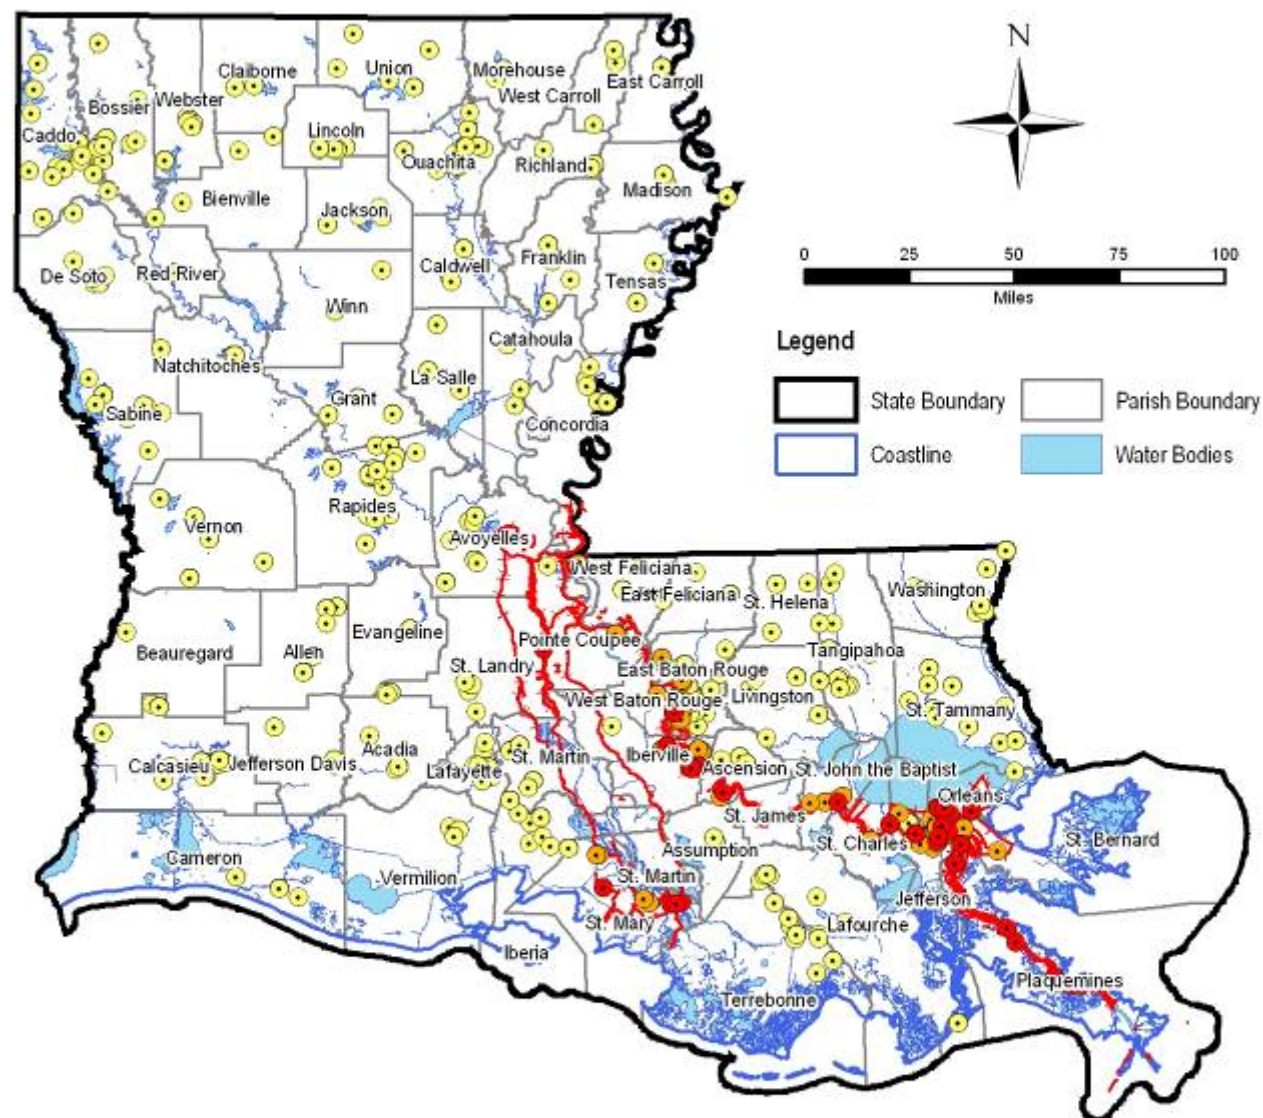 N
0 25 50 75 100
Miles
Legend
State Boundary
Parish Boundary
Coastline
Water Bodies
Claiborne
Union
Morehouse
East Carroll
West Carroll
Webster
Bossier
Caddo
Lincoln
Ouachita
Richland
Madison
Bienville
Jackson
De Soto
Red River
Caldwell
Franklin
Tensas
Winn
Catahoula
Natchitoches
La Salle
Grant
Sabine
Concordia
Rapides
Vernon
Avoyelles
West Feliciana
East Feliciana
St. Helena
Washington
Evangeline
Pointe Coupee
Beauregard
Allen
Tangipahoa
St. Landry
East Baton Rouge
West Baton Rouge
Livingston
St. Tammany
Acadia
St. Martin
Iberville
Calcasieu
Jefferson Davis
Lafayette
Ascension
St. John the Baptist
Orleans
St. James
St. Bernard
St. Charles
Assumption
Cameron
Vermilion
St. Martin
Jefferson
St. Mary
Lafourche
Iberia
Plaquemines
Terrebonne